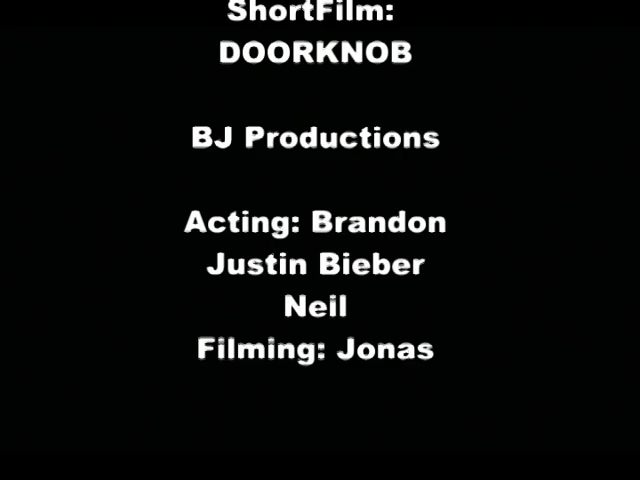 ShortFilm:
DOORKNOB
BJ Productions
Acting: Brandon
Justin Bieber
Neil
Filming: Jonas